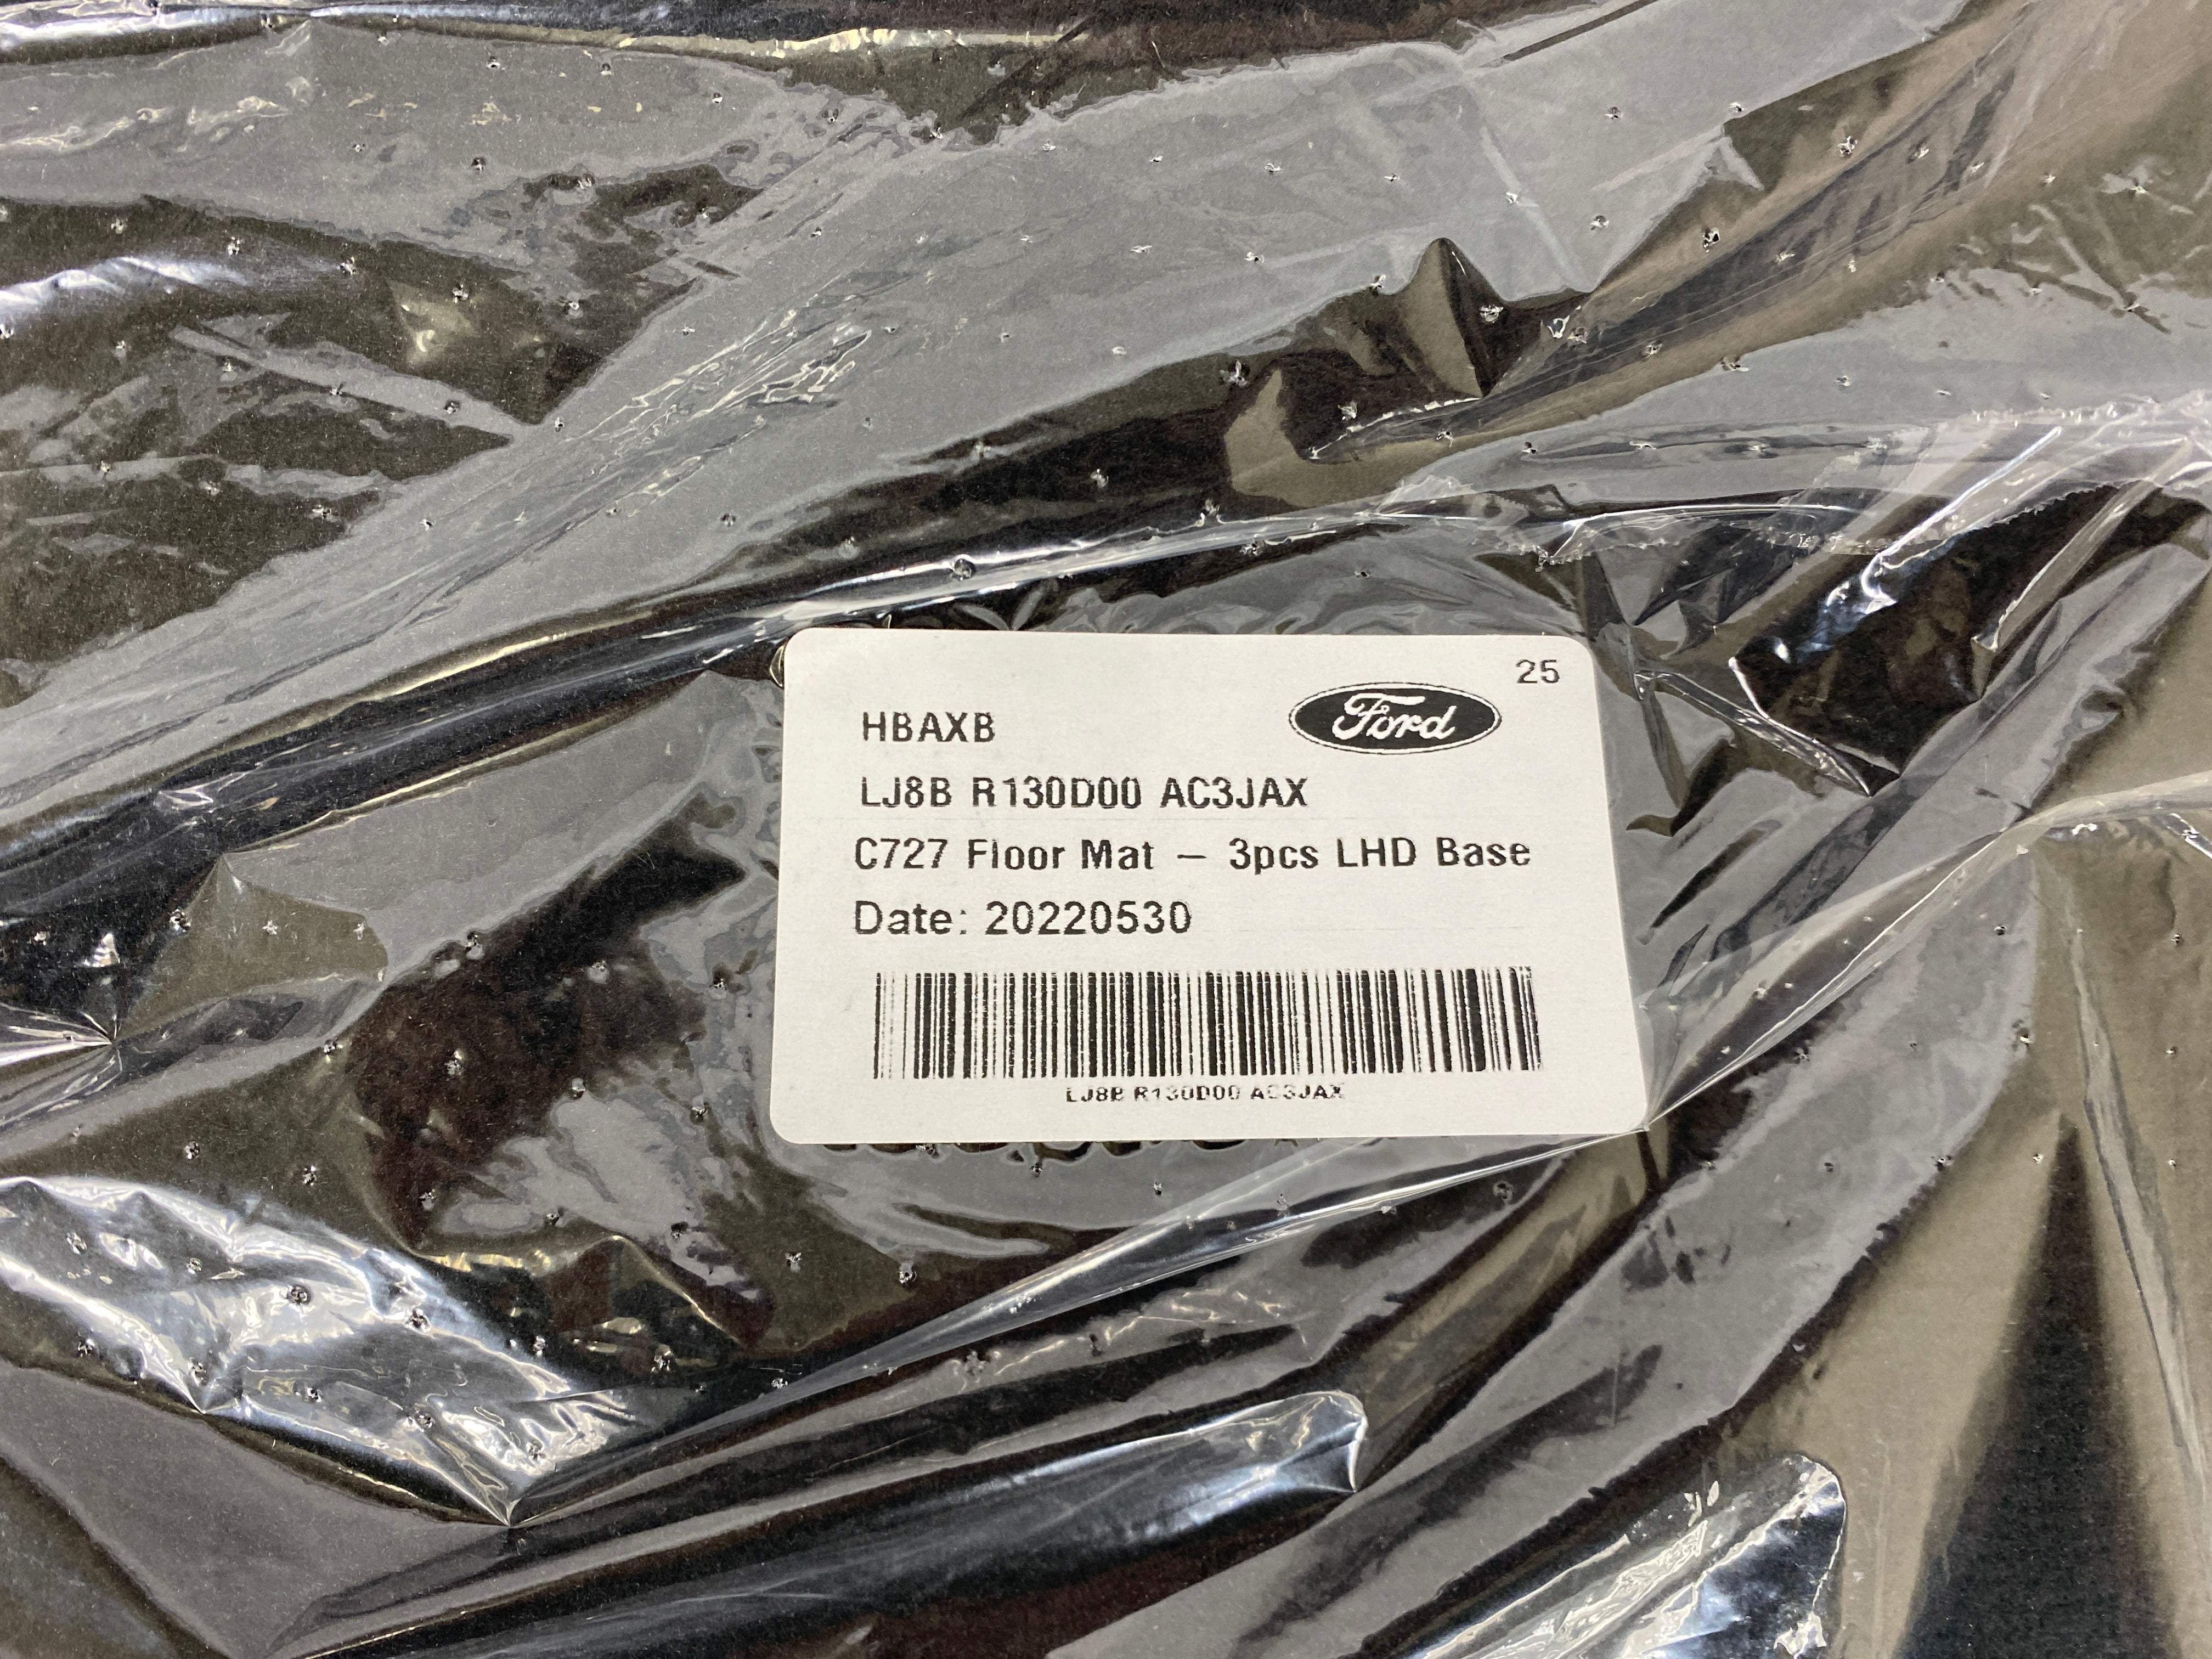 25
Ford
HBAXB
LJ8B R130D00 AC3JAX
C727 Floor Mat – 3pcs LHD Base
Date: 20220530
LJ8B R130D00 AC3JAX